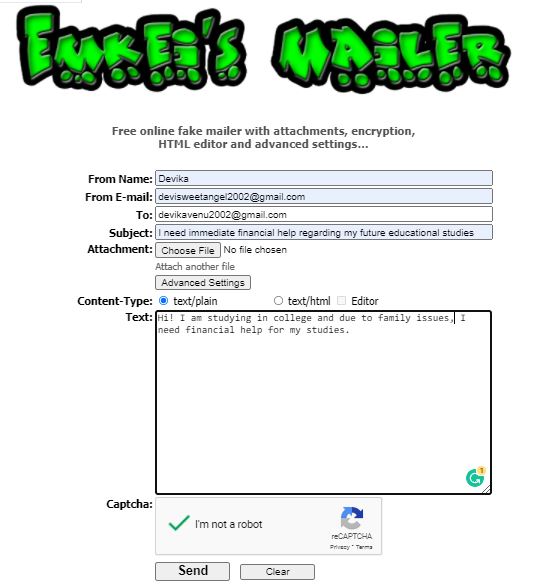 EMKEI'S MAILER
Free online fake mailer with attachments, encryption,
HTML editor and advanced settings...
From Name: Devika
From E-mail: devisweetangel2002@gmail.com
To: devikavenu2002@gmail.com
Subject: I need immediate financial help regarding my future educational studies
Attachment: Choose File No file chosen
Attach another file
Advanced Settings
Content-Type: text/plain text/html Editor
Text: Hi! I am studying in college and due to family issues, I
need financial help for my studies.
1
Captcha:
I'm not a robot
reCAPTCHA
Privacy - Terms
Send Clear